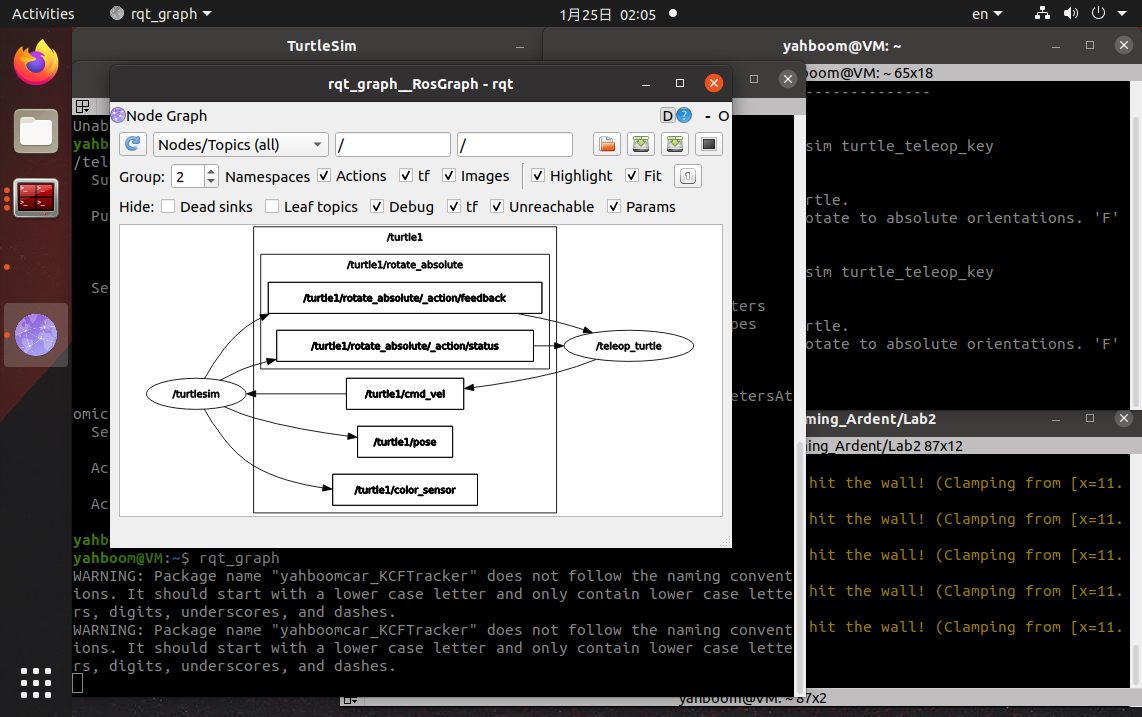 Activities
rqt_graph
1月25日 02:05
en
TurtleSim
yahboom@VM: ~
yahboom@VM: ~ 65x18
rqt_graph__RosGraph - rqt
Node Graph
D
?
-
O
Nodes/Topics (all)
/
/
Group:
2
Namespaces
Actions
tf
Images
Highlight
Fit
Hide:
Dead sinks
Leaf topics
Debug
tf
Unreachable
Params
/turtle1
/turtle1/rotate_absolute
/turtle1/rotate_absolute/_action/feedback
/turtle1/rotate_absolute/_action/status
/teleop_turtle
/turtlesim
/turtle1/cmd_vel
/turtle1/pose
/turtle1/color_sensor
Unab
yahb
/tel
Su
Pu
Se
ters
pes
etersAt
omic
Se
Ac
Ac
yahb
yahboom@VM:~$ rqt_graph
WARNING: Package name "yahboomcar_KCFTracker" does not follow the naming convent
ions. It should start with a lower case letter and only contain lower case lette
rs, digits, underscores, and dashes.
WARNING: Package name "yahboomcar_KCFTracker" does not follow the naming convent
ions. It should start with a lower case letter and only contain lower case lette
rs, digits, underscores, and dashes.
--------------
sim turtle_teleop_key
rtle.
otate to absolute orientations. 'F'
sim turtle_teleop_key
rtle.
otate to absolute orientations. 'F'
ming_Ardent/Lab2
ing_Ardent/Lab2 87x12
hit the wall! (Clamping from [x=11.
hit the wall! (Clamping from [x=11.
hit the wall! (Clamping from [x=11.
hit the wall! (Clamping from [x=11.
hit the wall! (Clamping from [x=11.
yahboom@VM: ~ 87x2